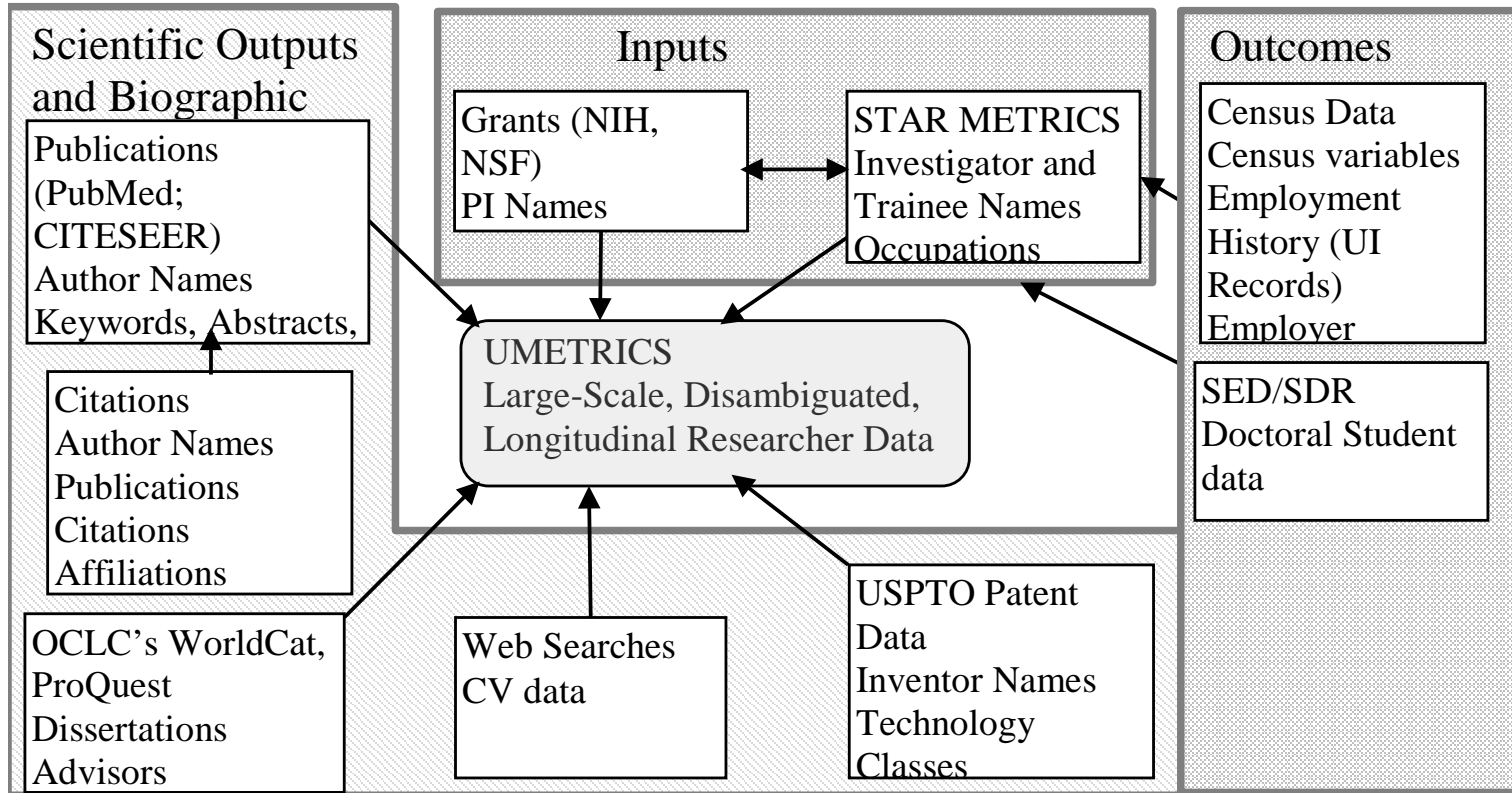 Scientific Outputs
and Biographic
Publications
(PubMed;
CITESEER)
Author Names
Keywords, Abstracts,
Citations
Author Names
Publications
Citations
Affiliations
OCLC’s WorldCat,
ProQuest
Dissertations
Advisors
Inputs
Grants (NIH,
NSF)
PI Names
STAR METRICS
Investigator and
Trainee Names
Occupations
UMETRICS
Large-Scale, Disambiguated,
Longitudinal Researcher Data
Web Searches
CV data
USPTO Patent
Data
Inventor Names
Technology
Classes
Outcomes
Census Data
Census variables
Employment
History (UI
Records)
Employer
SED/SDR
Doctoral Student
data